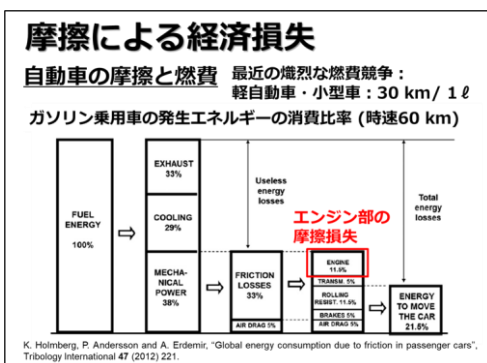 摩擦による経済損失
自動車の摩擦と燃費
最近の熾烈な燃費競争：
軽自動車・小型車：30 km/ 1ℓ
ガソリン乗用車の発生エネルギーの消費比率 (時速60 km)
FUEL
ENERGY
100%
EXHAUST
33%
COOLING
29%
MECHA-
NICAL
POWER
38%
Useless
energy
losses
FRICTION
LOSSES
33%
AIR DRAG 5%
エンジン部の
摩擦損失
ENGINE
11.5%
TRANSM. 5%
ROLLING
RESIST. 11.5%
BRAKES 5%
AIR DRAG 5%
Total
energy
losses
ENERGY
TO MOVE
THE CAR
21.5%
K. Holmberg, P. Andersson and A. Erdemir, “Global energy consumption due to friction in passenger cars”,
Tribology International 47 (2012) 221.